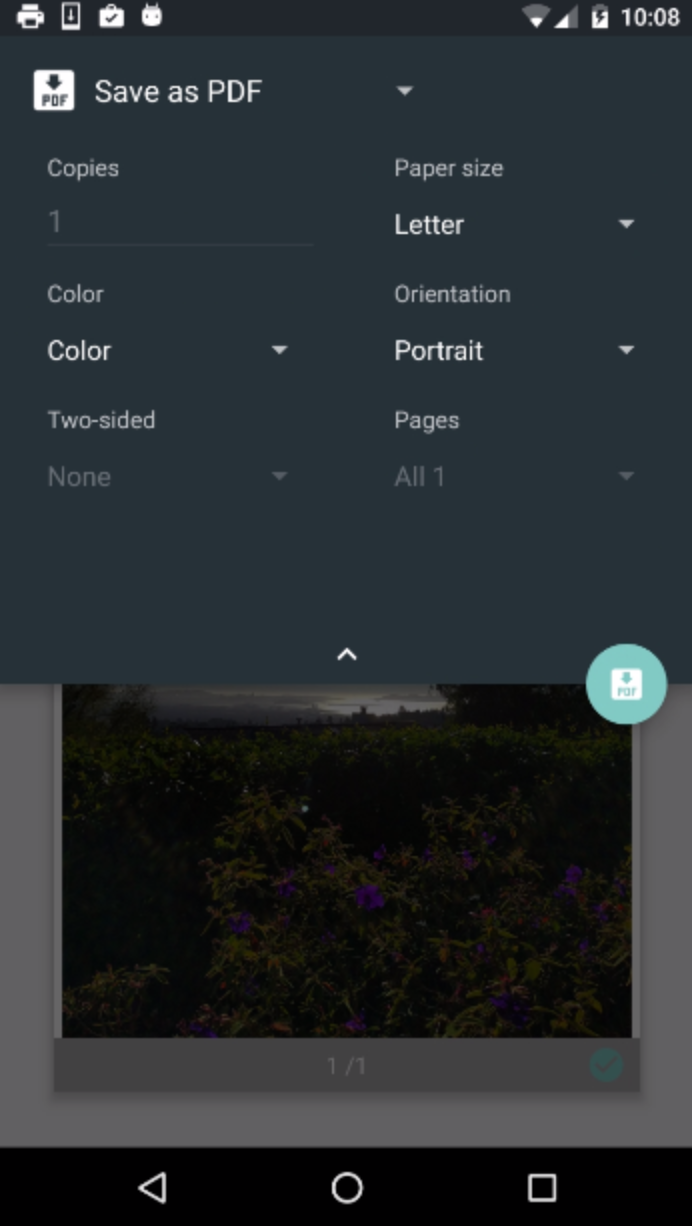 10:08
PDF Save as PDF
Copies
Paper size
1
Letter
Color
Orientation
Color
Portrait
Two-sided
Pages
None
All 1
PDF
1 /1